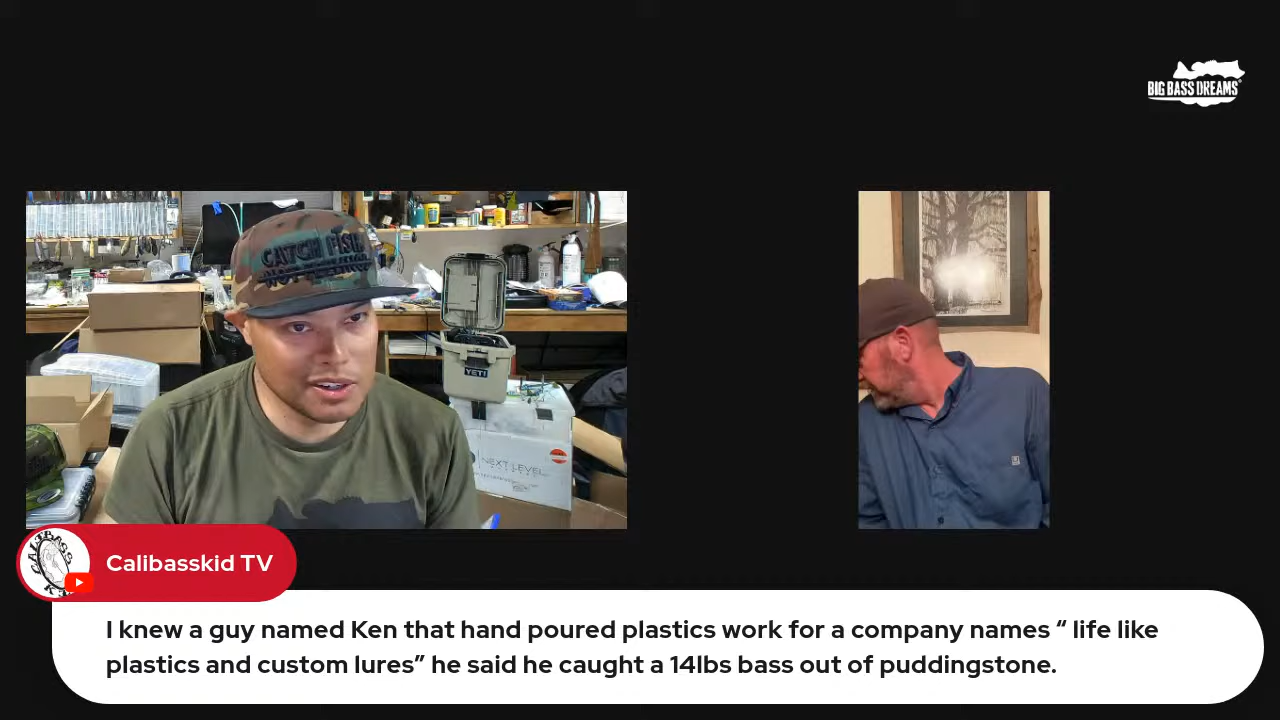 BIG BASS DREAMS
CATCH FISH
YETI
NEXT LEVEL
Calibasskid TV
I knew a guy named Ken that hand poured plastics work for a company names “ life like
plastics and custom lures” he said he caught a 14lbs bass out of puddingstone.